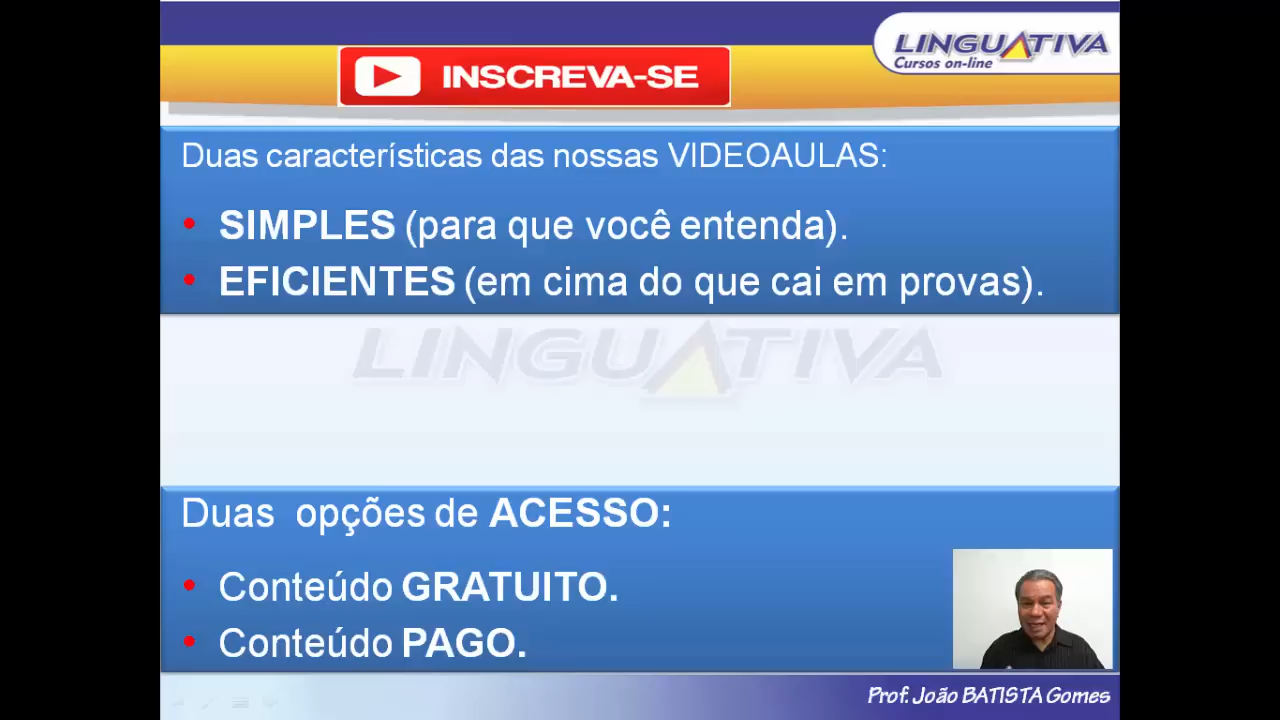 LINGUATIVA
Cursos on-line
INSCREVA-SE
Duas características das nossas VIDEOAULAS:
• SIMPLES (para que você entenda).
• EFICIENTES (em cima do que cai em provas).
LINGUATIVA
Duas opções de ACESSO:
• Conteúdo GRATUITO.
• Conteúdo PAGO.
Prof. João BATISTA Gomes